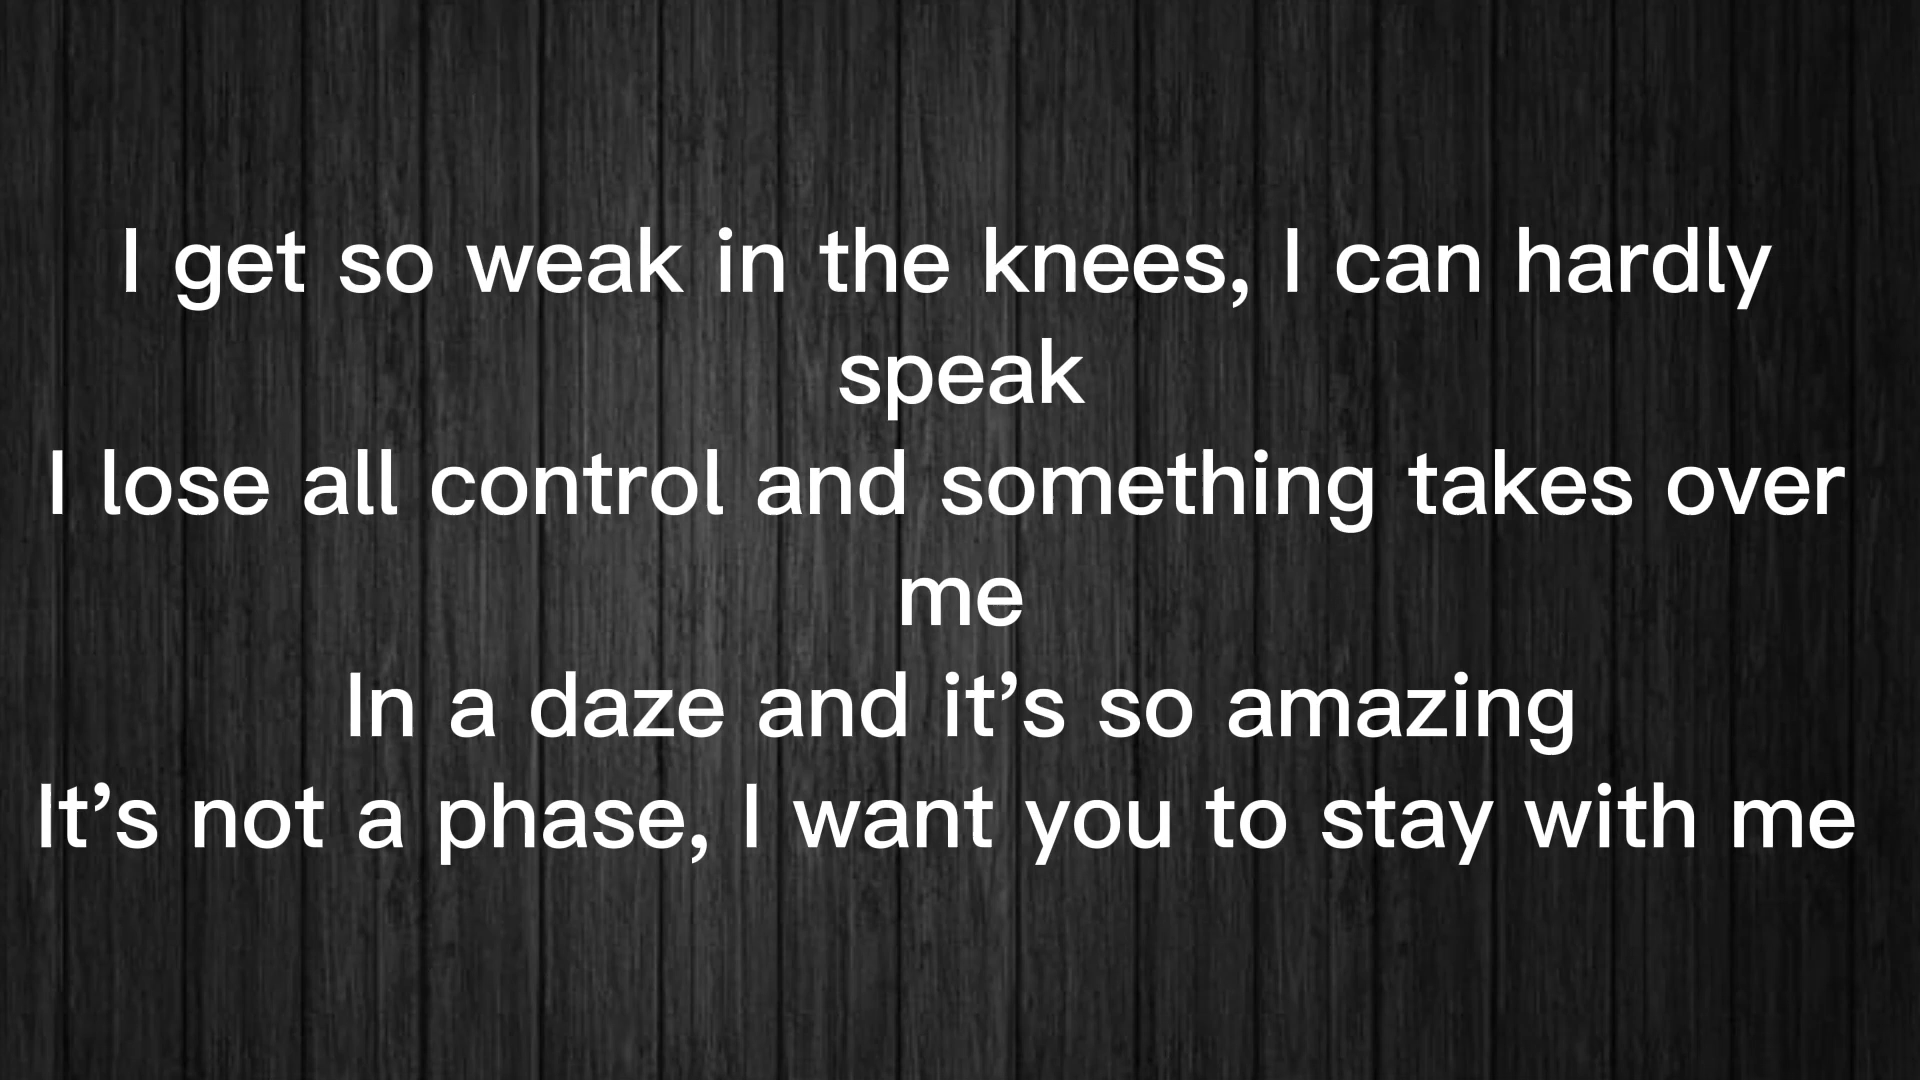 I get so weak in the knees, I can hardly
speak
I lose all control and something takes over
me
In a daze and it’s so amazing
It’s not a phase, I want you to stay with me